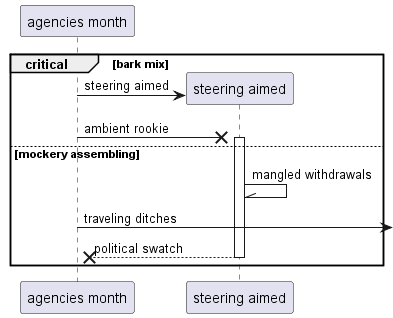 agencies month
critical [bark mix]
steering aimed
steering aimed
ambient rookie
[mockery assembling]
mangled withdrawals
traveling ditches
political swatch
agencies month steering aimed